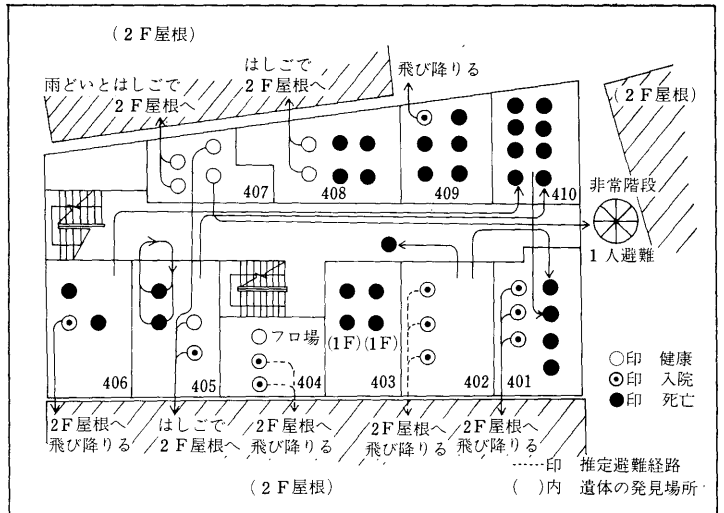 (2F屋根)
雨どいとはしごで
2F屋根へ
はしごで
2F屋根へ
飛び降りる
(2F屋根)
407
408
409
410
非常階段
1人避難
フロ場
(1F)(1F)
406
405
404
403
402
401
○印 健康
◉印 入院
●印 死亡
2F屋根へ
飛び降りる
はしごで
2F屋根へ
2F屋根へ
飛び降りる
2F屋根へ
飛び降りる
2F屋根へ
飛び降りる
(2F屋根)
-----印 推定避難経路
( )内 遺体の発見場所